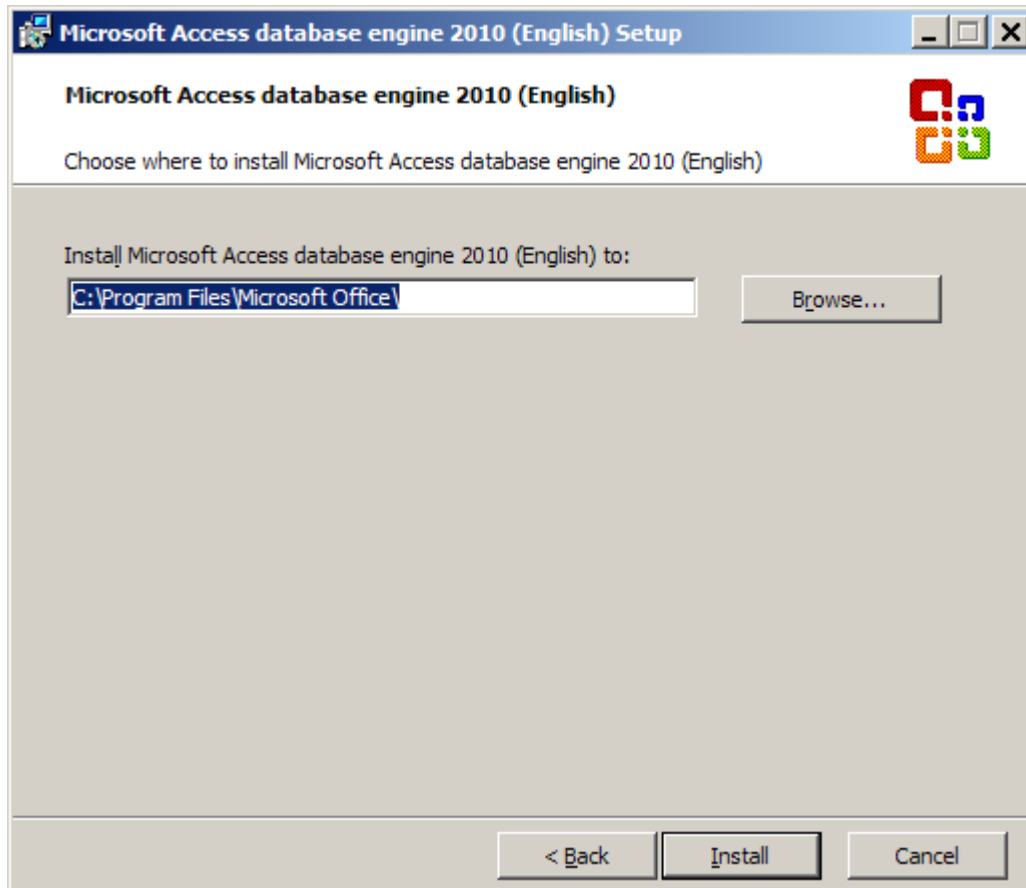 Microsoft Access database engine 2010 (English) Setup
Microsoft Access database engine 2010 (English)
Choose where to install Microsoft Access database engine 2010 (English)
Install Microsoft Access database engine 2010 (English) to:
C:\Program Files\Microsoft Office\
Browse...
< Back
Install
Cancel